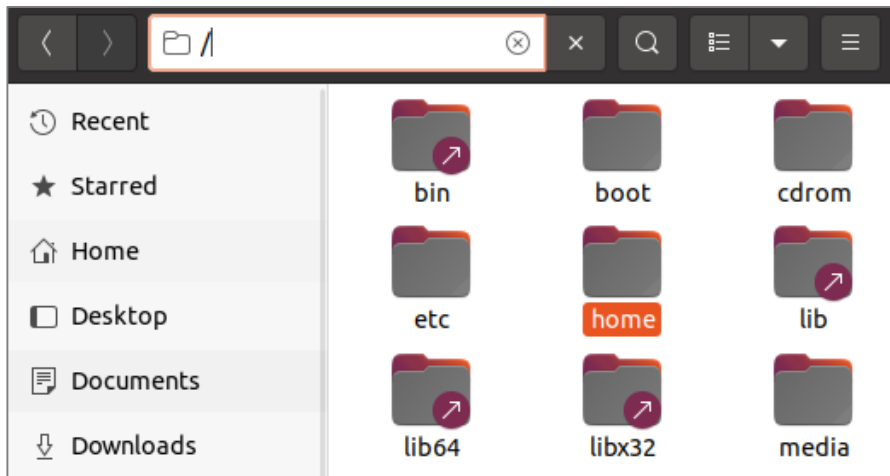 /
Recent
Starred
Home
Desktop
Documents
Downloads
bin boot cdrom
etc home lib
lib64 libx32 media